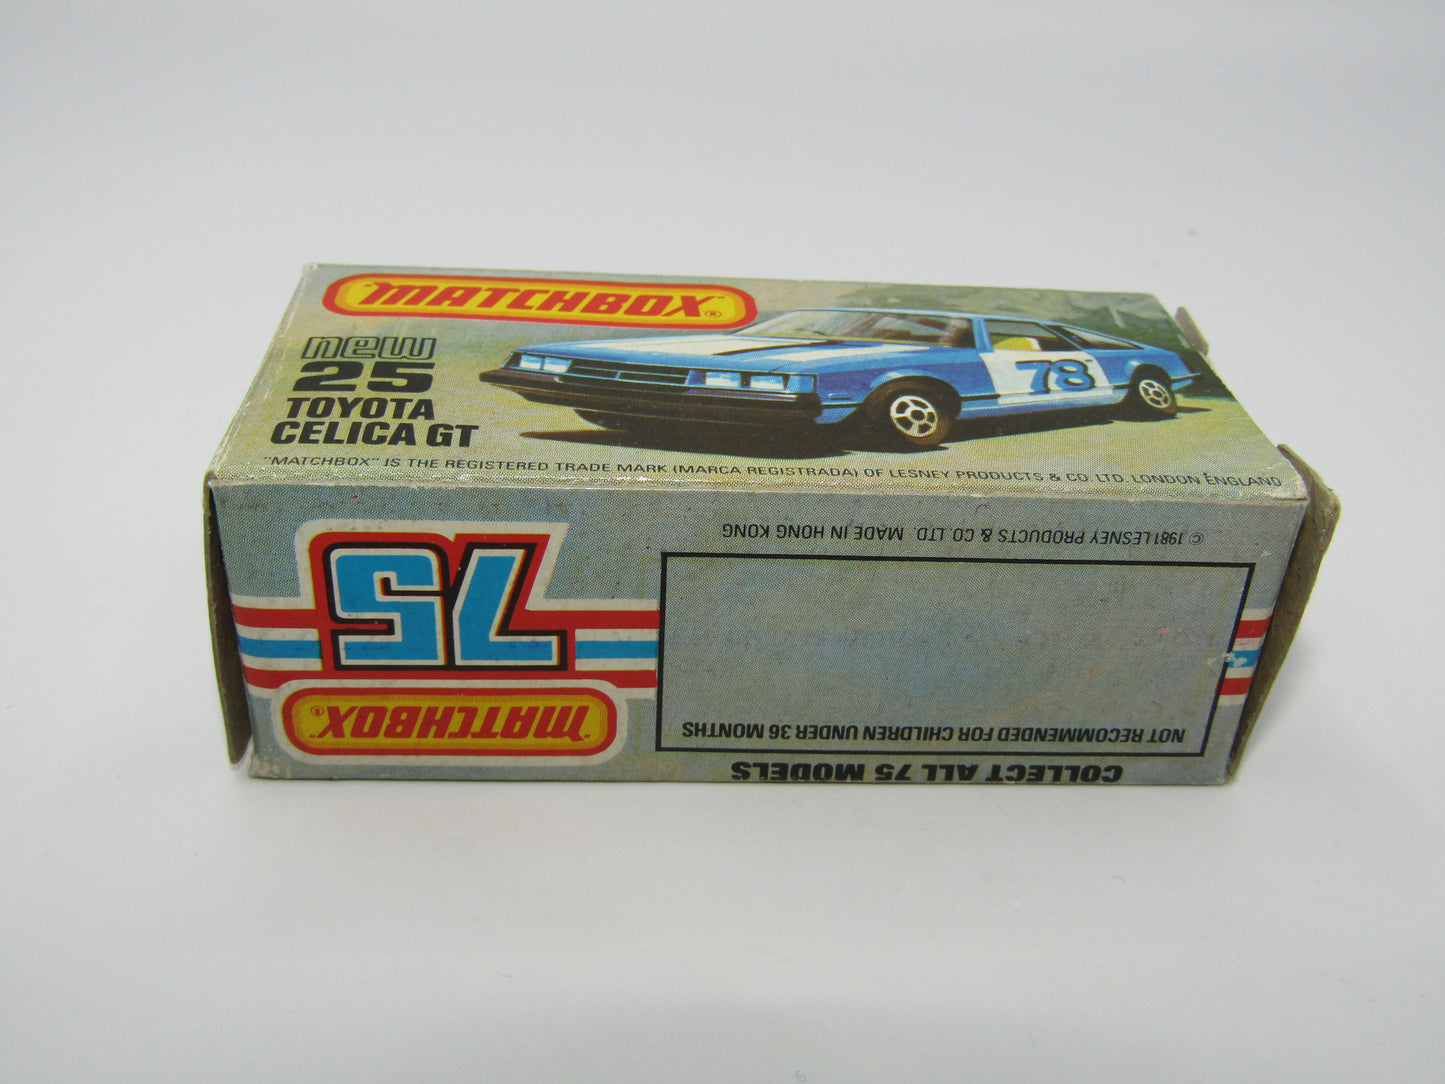 "MATCHBOX"®
new
25
TOYOTA
CELICA GT
78
"MATCHBOX" IS THE REGISTERED TRADE MARK (MARCA REGISTRADA) OF LESNEY PRODUCTS & CO. LTD. LONDON ENGLAND
COLLECT ALL 75 MODELS
"MATCHBOX"®
75
NOT RECOMMENDED FOR CHILDREN UNDER 36 MONTHS
© 1981 LESNEY PRODUCTS & CO. LTD. MADE IN HONG KONG